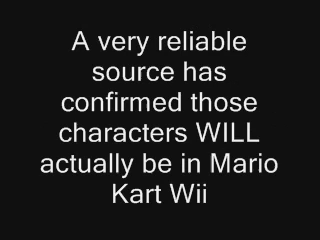 A very reliable
source has
confirmed those
characters WILL
actually be in Mario
Kart Wii